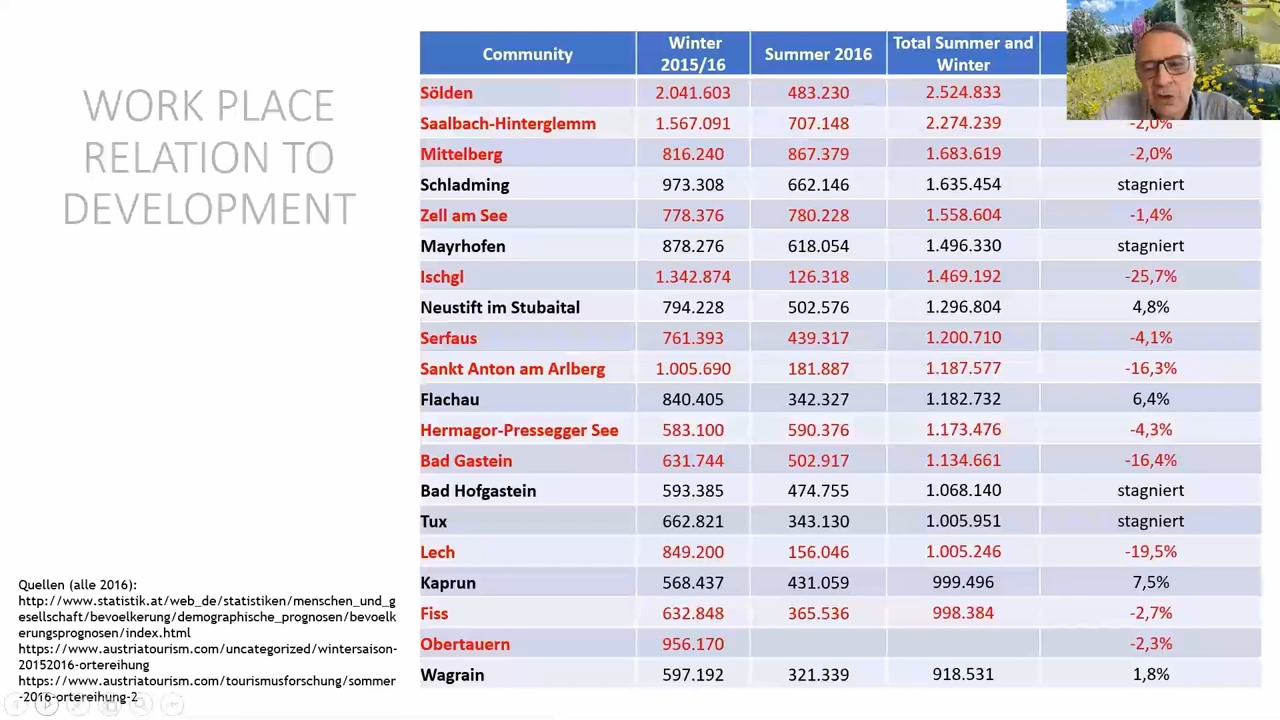 WORK PLACE
RELATION TO
DEVELOPMENT
Community Winter 2015/16 Summer 2016 Total Summer and Winter
Sölden 2.041.603 483.230 2.524.833
Saalbach-Hinterglemm 1.567.091 707.148 2.274.239 -2,0%
Mittelberg 816.240 867.379 1.683.619 -2,0%
Schladming 973.308 662.146 1.635.454 stagniert
Zell am See 778.376 780.228 1.558.604 -1,4%
Mayrhofen 878.276 618.054 1.496.330 stagniert
Ischgl 1.342.874 126.318 1.469.192 -25,7%
Neustift im Stubaital 794.228 502.576 1.296.804 4,8%
Serfaus 761.393 439.317 1.200.710 -4,1%
Sankt Anton am Arlberg 1.005.690 181.887 1.187.577 -16,3%
Flachau 840.405 342.327 1.182.732 6,4%
Hermagor-Pressegger See 583.100 590.376 1.173.476 -4,3%
Bad Gastein 631.744 502.917 1.134.661 -16,4%
Bad Hofgastein 593.385 474.755 1.068.140 stagniert
Tux 662.821 343.130 1.005.951 stagniert
Lech 849.200 156.046 1.005.246 -19,5%
Kaprun 568.437 431.059 999.496 7,5%
Fiss 632.848 365.536 998.384 -2,7%
Obertauern 956.170 -2,3%
Wagrain 597.192 321.339 918.531 1,8%
Quellen (alle 2016):
http://www.statistik.at/web_de/statistiken/menschen_und_g
esellschaft/bevoelkerung/demographische_prognosen/bevoelk
erungsprognosen/index.html
https://www.austriatourism.com/uncategorized/wintersaison-
20152016-ortereihung
https://www.austriatourism.com/tourismusforschung/sommer
-2016-ortereihung-2